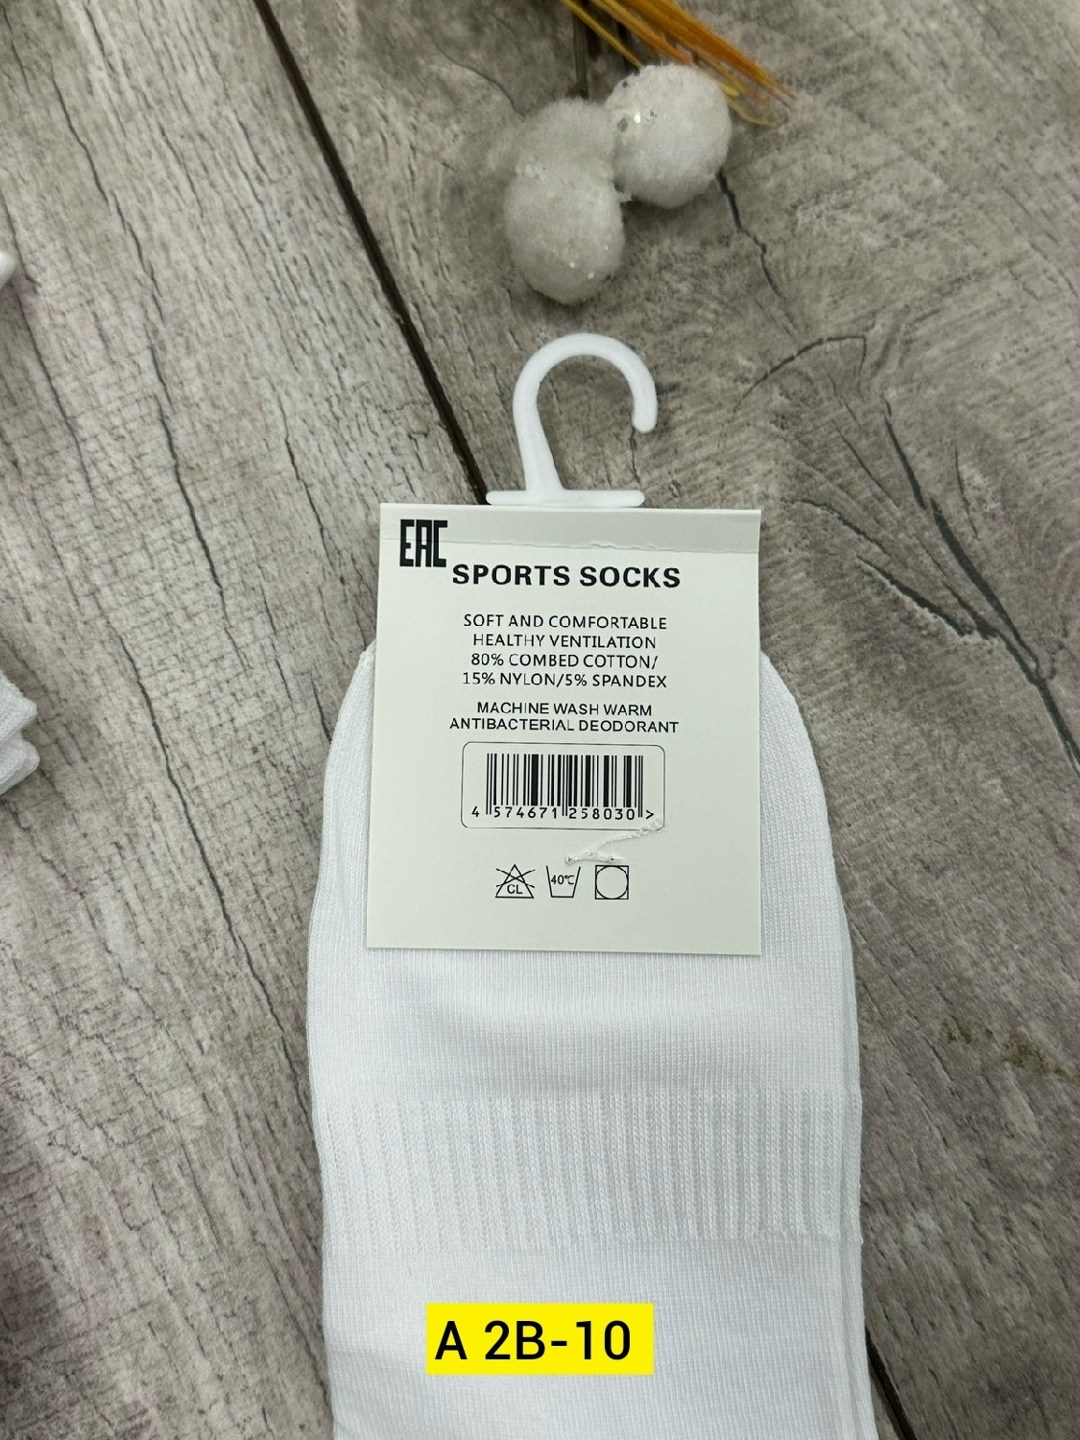 EAC
SPORTS SOCKS
SOFT AND COMFORTABLE
HEALTHY VENTILATION
80% COMBED COTTON/
15% NYLON/5% SPANDEX
MACHINE WASH WARM
ANTIBACTERIAL DEODORANT
4 574671 258030 >
CL 40℃
A 2B-10